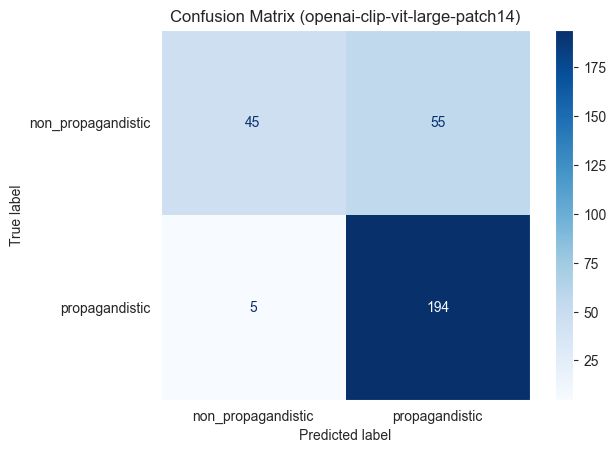 Confusion Matrix (openai-clip-vit-large-patch14)
True label
non_propagandistic
45
55
propagandistic
5
194
non_propagandistic
propagandistic
Predicted label
175
150
125
100
75
50
25